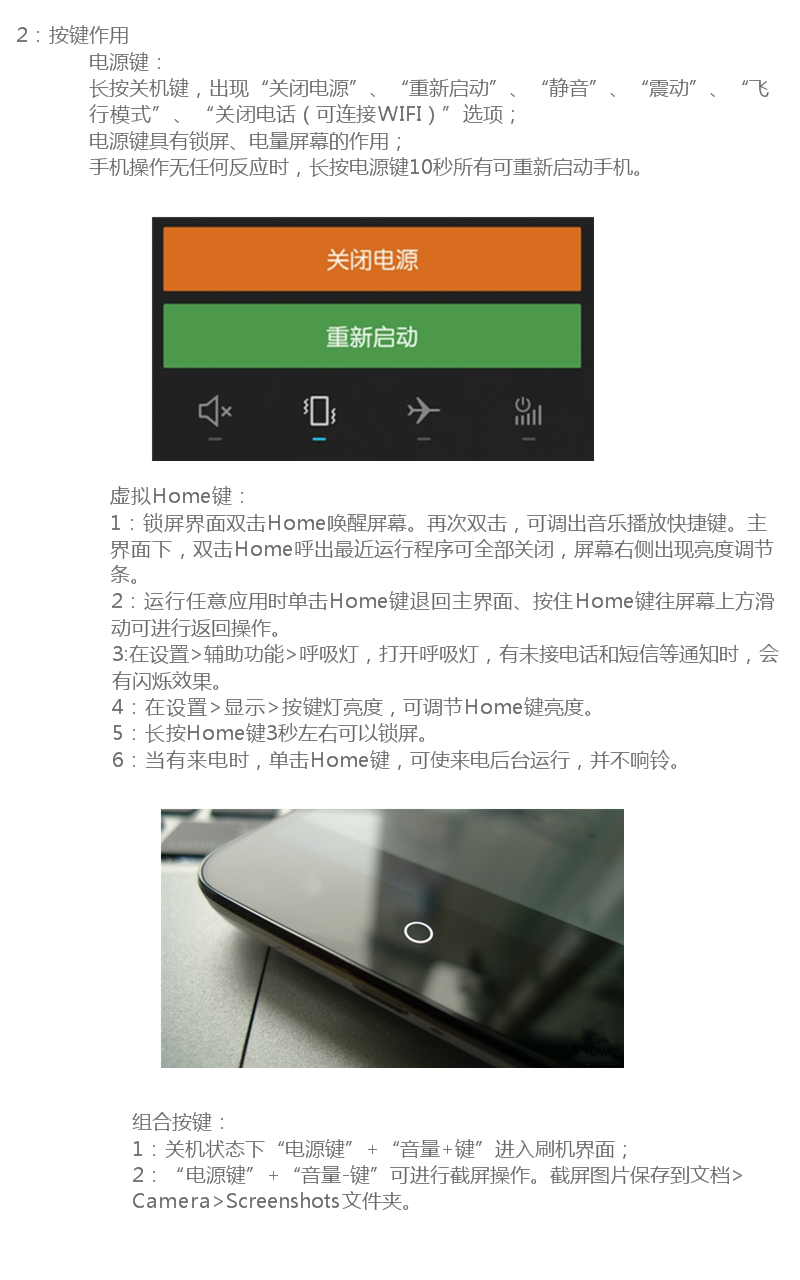 2：按键作用
电源键：
长按关机键，出现“关闭电源”、“重新启动”、“静音”、“震动”、“飞
行模式”、“关闭电话（可连接WIFI）”选项；
电源键具有锁屏、电量屏幕的作用；
手机操作无任何反应时，长按电源键10秒所有可重新启动手机。
关闭电源
重新启动
虚拟Home键：
1：锁屏界面双击Home唤醒屏幕。再次双击，可调出音乐播放快捷键。主
界面下，双击Home呼出最近运行程序可全部关闭，屏幕右侧出现亮度调节
条。
2：运行任意应用时单击Home键退回主界面、按住Home键往屏幕上方滑
动可进行返回操作。
3:在设置>辅助功能>呼吸灯，打开呼吸灯，有未接电话和短信等通知时，会
有闪烁效果。
4：在设置>显示>按键灯亮度，可调节Home键亮度。
5：长按Home键3秒左右可以锁屏。
6：当有来电时，单击Home键，可使来电后台运行，并不响铃。
组合按键：
1：关机状态下“电源键”+“音量+键”进入刷机界面；
2：“电源键”+“音量-键”可进行截屏操作。截屏图片保存到文档>
Camera>Screenshots文件夹。